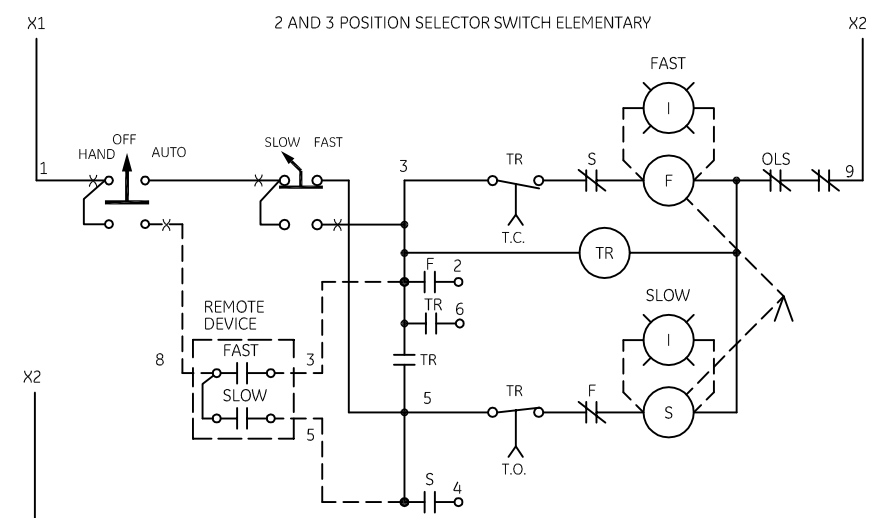 X1
2 AND 3 POSITION SELECTOR SWITCH ELEMENTARY
X2
FAST
I
OFF
HAND
AUTO
SLOW FAST
1
3
TR
S
F
OLS
9
T.C.
TR
F
2
TR
6
SLOW
I
REMOTE
DEVICE
FAST
8
3
TR
X2
SLOW
5
5
TR
F
S
T.O.
S
4